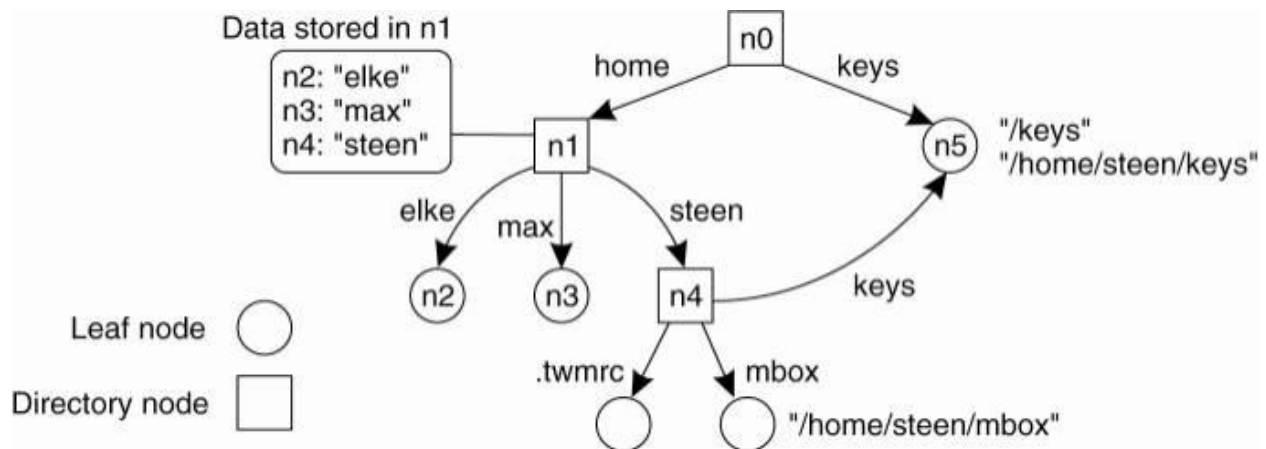 Data stored in n1
n0
n2: "elke"
n3: "max"
n4: "steen"
home
keys
n1
n5
"/keys"
"/home/steen/keys"
elke
max
steen
n2
n3
n4
keys
Leaf node
.twmrc
mbox
Directory node
"/home/steen/mbox"